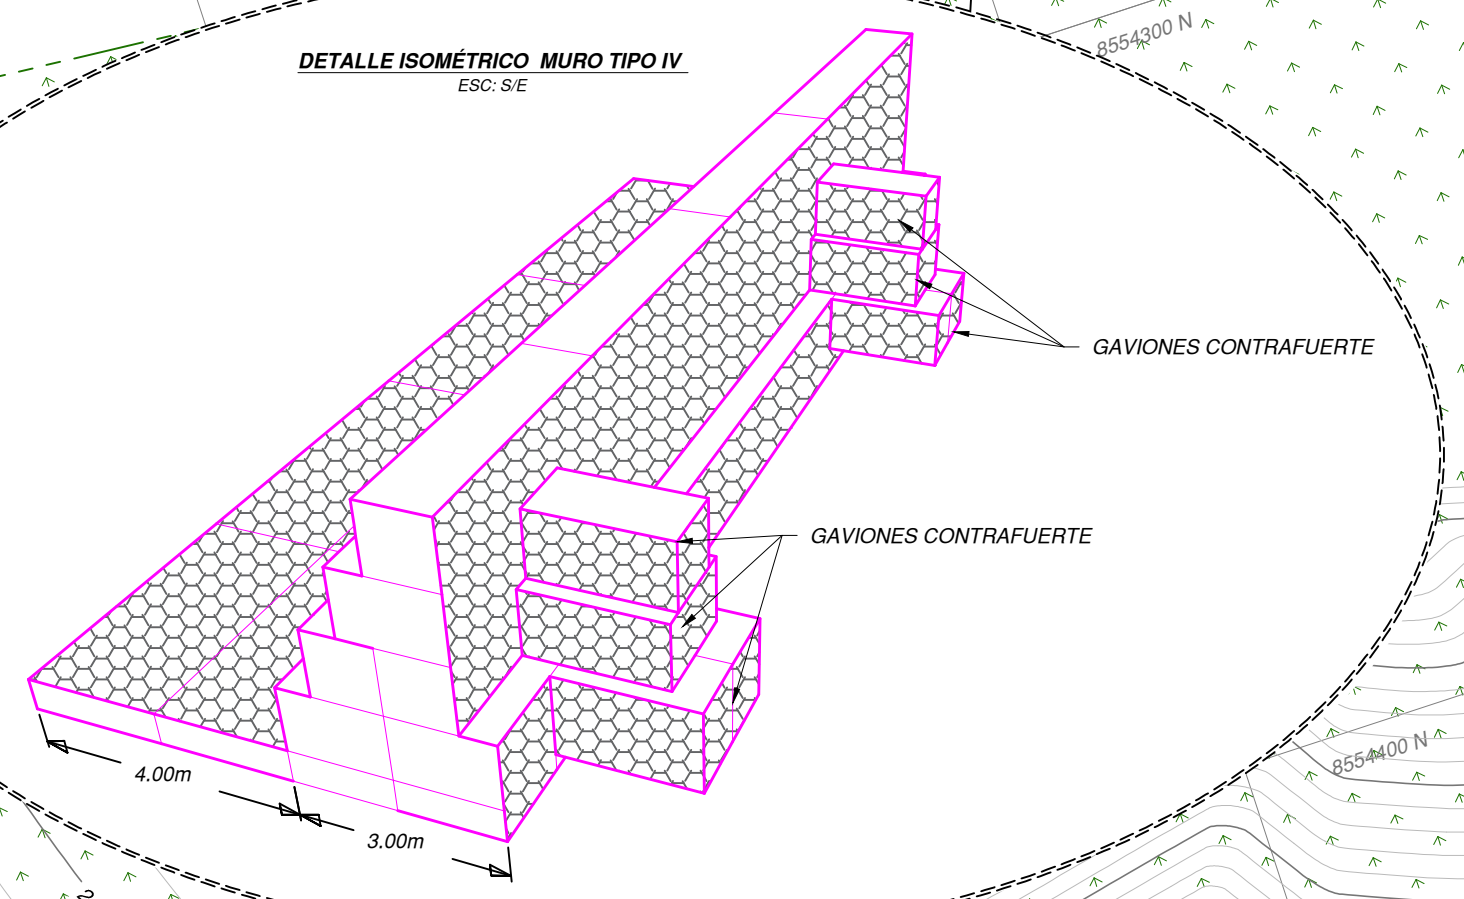 DETALLE ISOMÉTRICO MURO TIPO IV
ESC: S/E
8554300 N
GAVIONES CONTRAFUERTE
GAVIONES CONTRAFUERTE
8554400 N
4.00m
3.00m